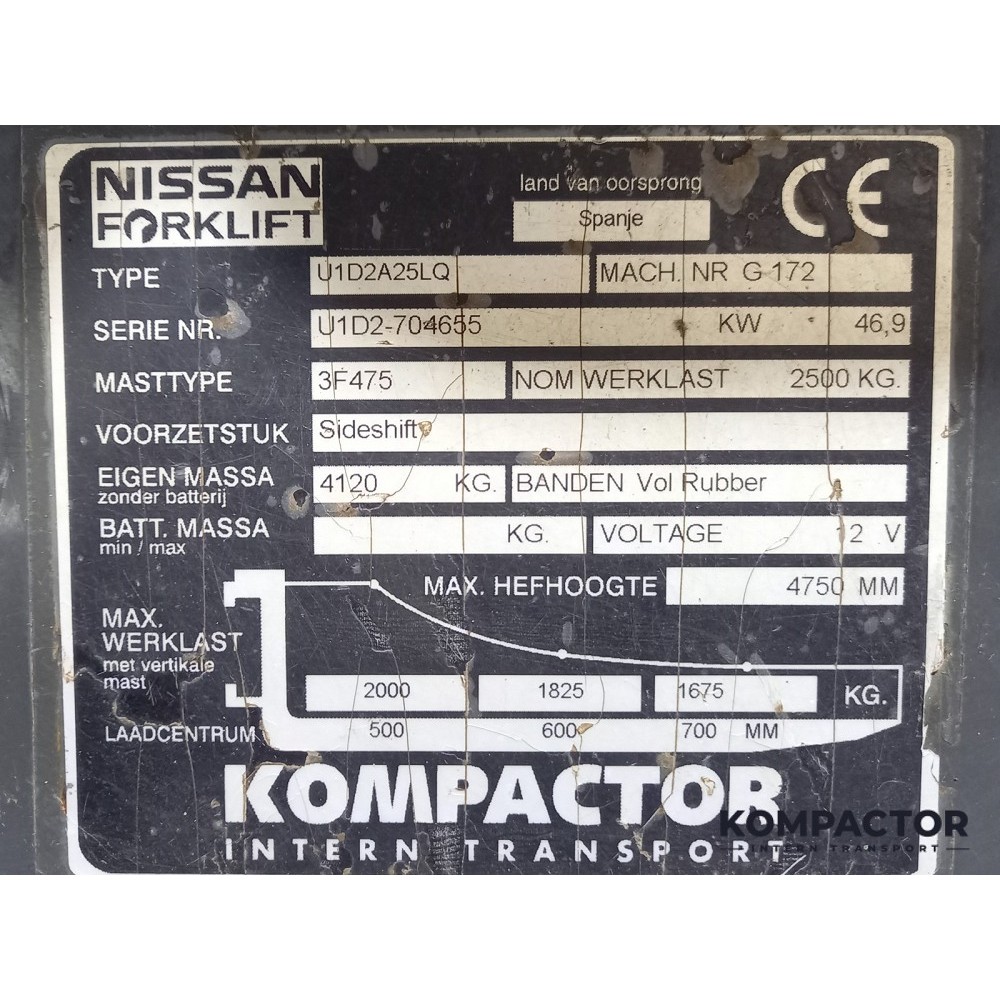 NISSAN
FORKLIFT
land van oorsprong
Spanje
CE
TYPE U1D2A25LQ MACH. NR G 172
SERIE NR. U1D2-704655 KW 46,9
MASTTYPE 3F475 NOM WERKLAST 2500 KG.
VOORZETSTUK Sideshift
EIGEN MASSA 4120 KG. BANDEN Vol Rubber
zonder batterij
BATT. MASSA KG. VOLTAGE 12 V
min / max
MAX. HEFHOOGTE 4750 MM
MAX.
WERKLAST
met vertikale
mast
2000 1825 1675 KG.
LAADCENTRUM 500 600 700 MM
KOMPACTOR
INTERN TRANSPORT
KOMPACTOR
INTERN TRANSPORT